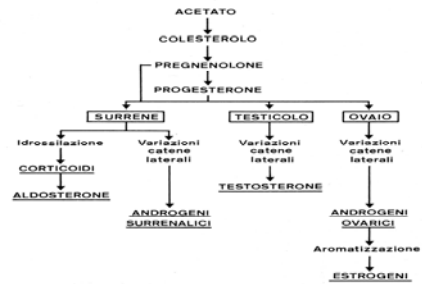 ACETATO
COLESTEROLO
PREGNENOLONE
PROGESTERONE
SURRENE
TESTICOLO
OVAIO
Idrossilazione
Variazioni
catene
laterali
Variazioni
catene
laterali
Variazioni
catene
laterali
CORTICOIDI
ALDOSTERONE
TESTOSTERONE
ANDROGENI
SURRENALICI
ANDROGENI
OVARICI
Aromatizzazione
ESTROGENI